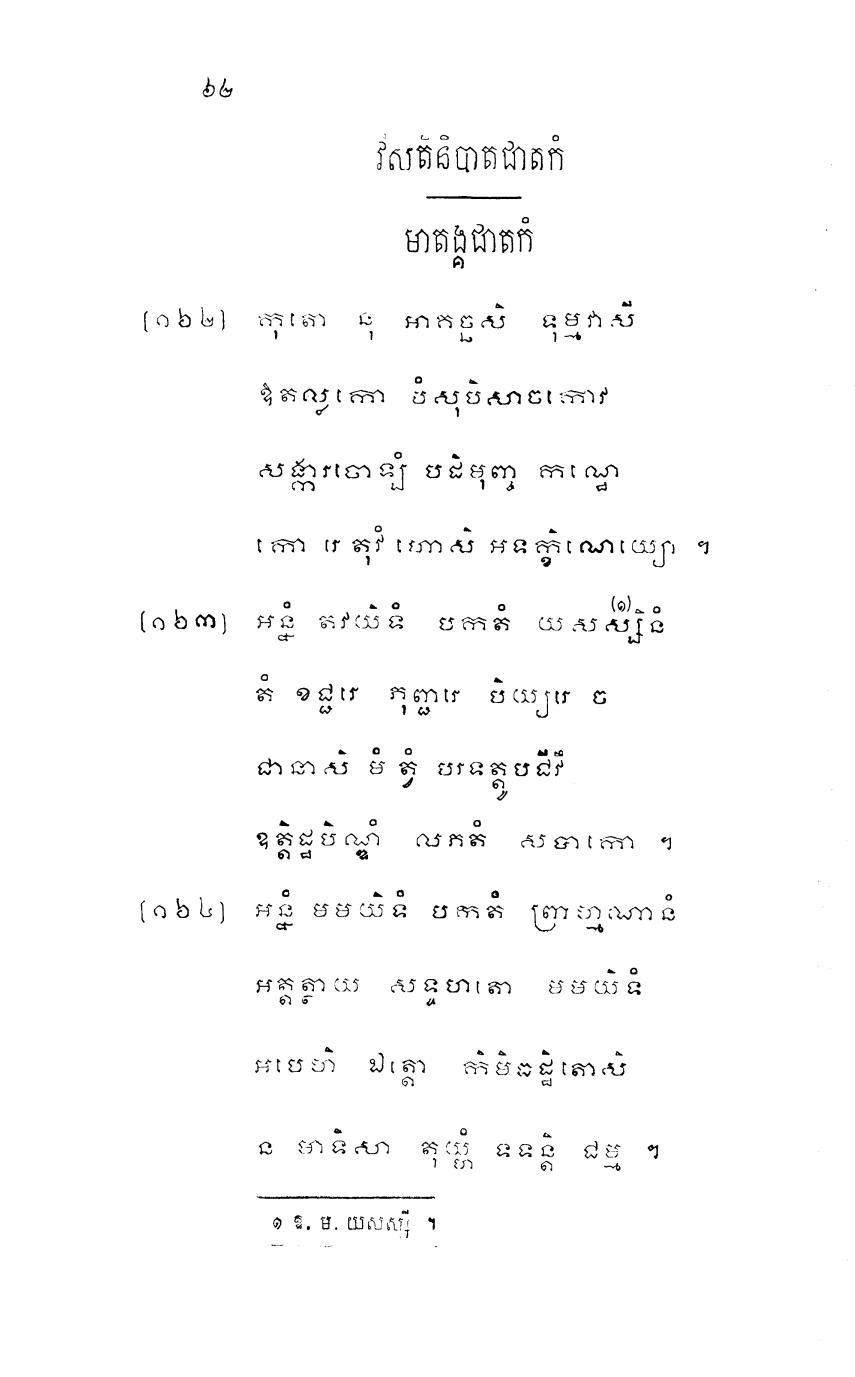 ៦២
វីសតិនិបាតជាតកំ
មាតង្គជាតកំ
[១៦២] កុតោ នុ អាគច្ឆសិ ទុម្មវាសី
ឱតល្លកោ បំសុបិសាចកោវ
សង្ការចោឡំ បដិមុញ្ច កណ្ឋេ
កោ រេ តុវំ ហោសិ អទក្ខិណេយ្យោ ។
[១៦៣] អន្នំ តវយិទំ បកតំ យសស្សិនំ (១)
តំ ខជ្ជរេ ភុញ្ជរេ បិយ្យរេ ច
ជានាសិ មំ ត្វំ បរទត្តូបជីវឹ
ឧត្តិដ្ឋបិណ្ឌំ លភតំ សបាកោ ។
[១៦៤] អន្នំ មមយិទំ បកតំ ព្រាហ្មណានំ
អត្តត្ថាយ សទ្ទហតោ មមយិទំ
អបេហិ ឯត្តោ កិំមិធដ្ឋិតោសិ
ន មាទិសា តុយ្ហំ ទទន្តិ ជម្ម ។
១ ឱ. ម. យសស្សី ។